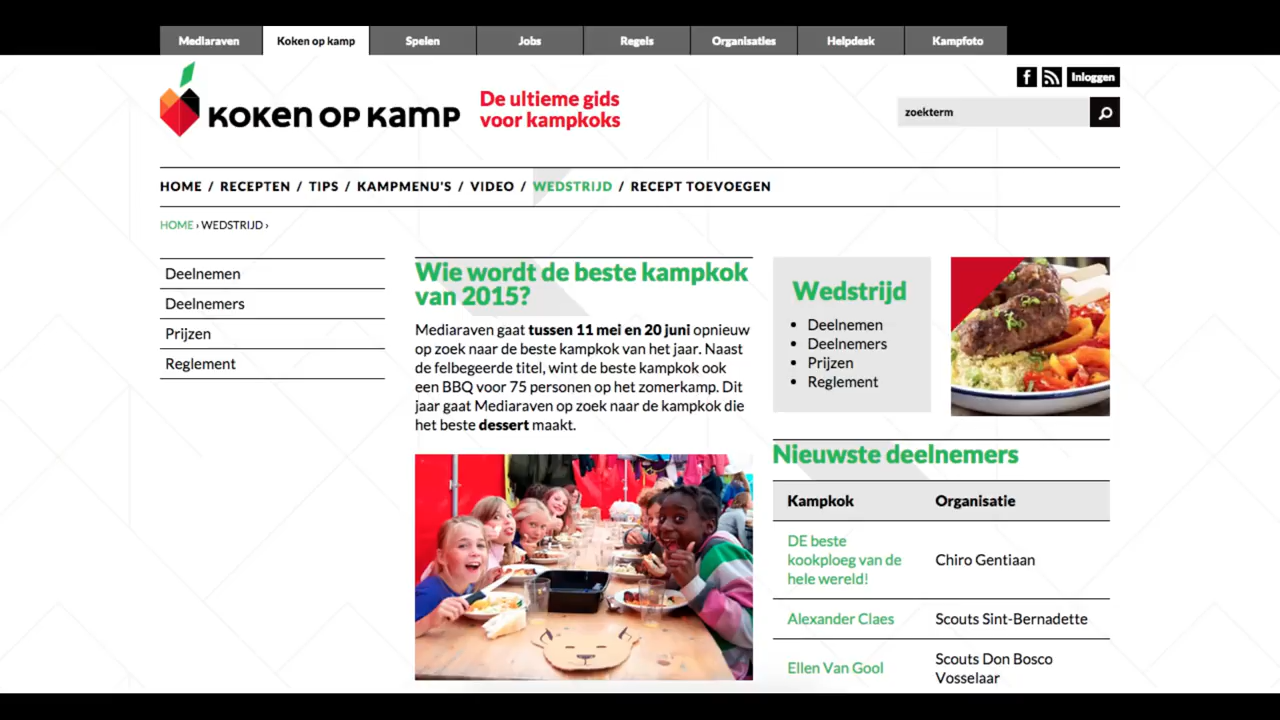 Mediaraven
Koken op kamp
Spelen
Jobs
Regels
Organisaties
Helpdesk
Kampfoto
Inloggen
KOKEN OP KAMP
De ultieme gids
voor kampkoks
zoekterm
HOME / RECEPTEN / TIPS / KAMPMENU'S / VIDEO / WEDSTRIJD / RECEPT TOEVOEGEN
HOME › WEDSTRIJD ›
Deelnemen
Deelnemers
Prijzen
Reglement
Wie wordt de beste kampkok
van 2015?
Mediaraven gaat tussen 11 mei en 20 juni opnieuw
op zoek naar de beste kampkok van het jaar. Naast
de felbegeerde titel, wint de beste kampkok ook
een BBQ voor 75 personen op het zomerkamp. Dit
jaar gaat Mediaraven op zoek naar de kampkok die
het beste dessert maakt.
Wedstrijd
• Deelnemen
• Deelnemers
• Prijzen
• Reglement
Nieuwste deelnemers
Kampkok Organisatie
DE beste
kookploeg van de
hele wereld!
Chiro Gentiaan
Alexander Claes Scouts Sint-Bernadette
Ellen Van Gool
Scouts Don Bosco
Vosselaar